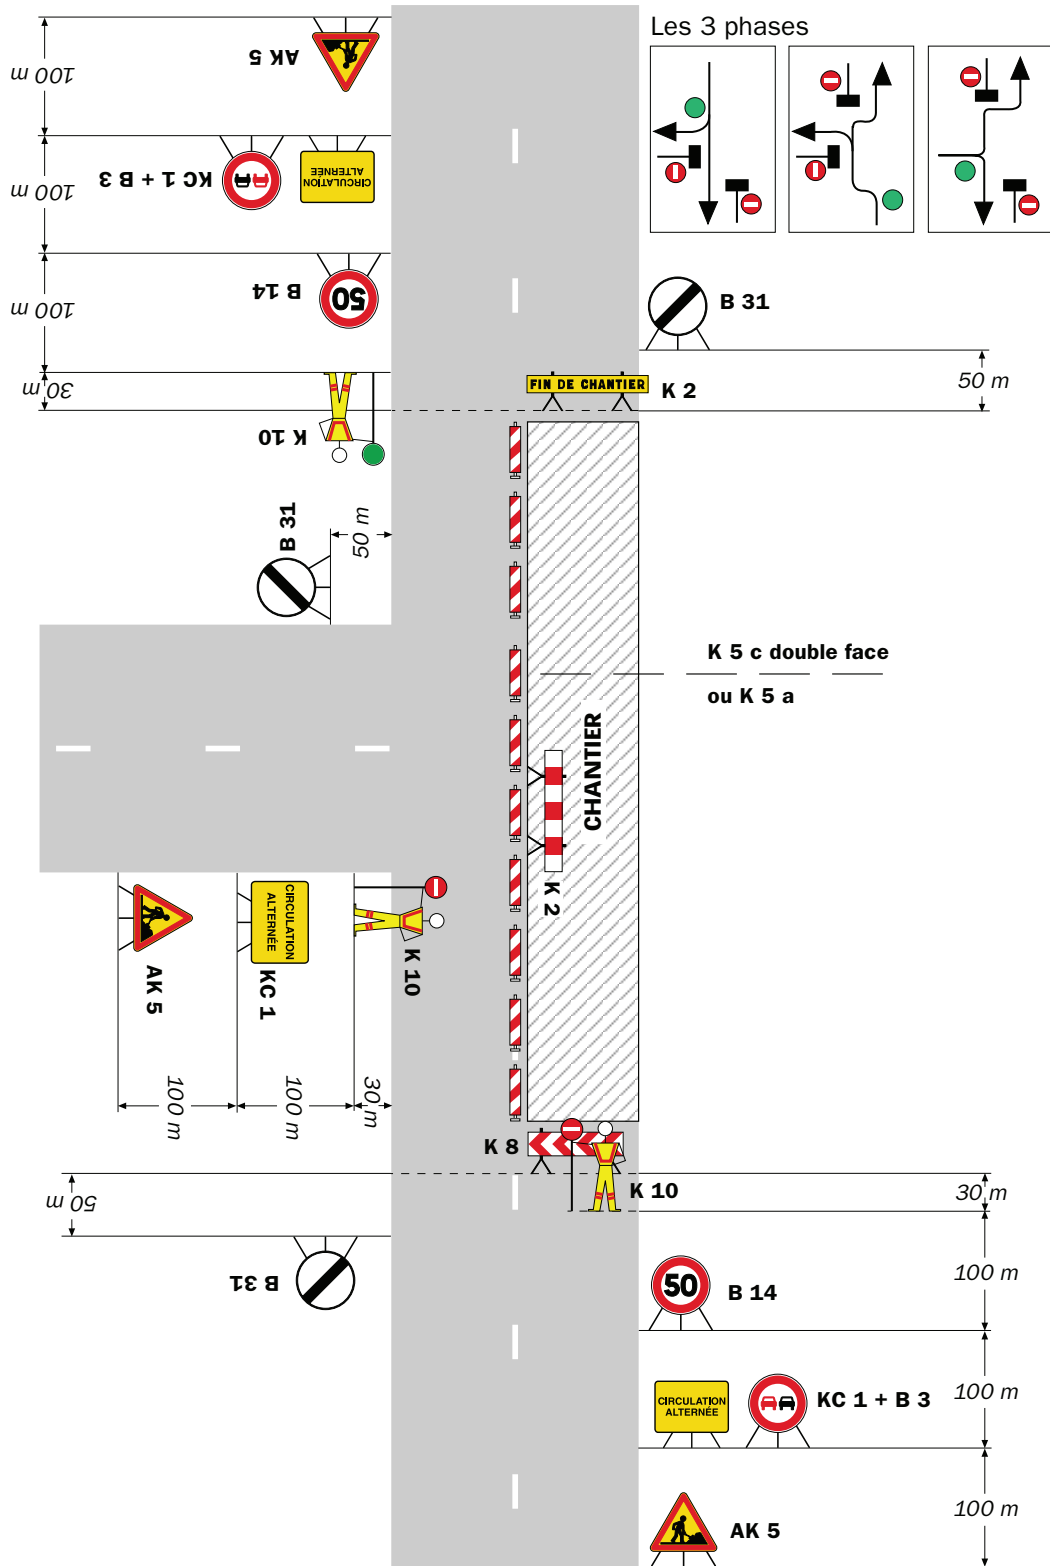 Les 3 phases
100 m
AK 5
100 m
KC 1 + B 3
CIRCULATION
ALTERNÉE
100 m
B 14
50
B 31
30 m
K 10
FIN DE CHANTIER
K 2
50 m
B 31
50 m
K 5 c double face
ou K 5 a
CHANTIER
K 2
AK 5
CIRCULATION
ALTERNÉE
KC 1
K 10
100 m
100 m
30 m
K 8
K 10
30 m
50 m
B 31
50
B 14
100 m
CIRCULATION
ALTERNÉE
KC 1 + B 3
100 m
AK 5
100 m